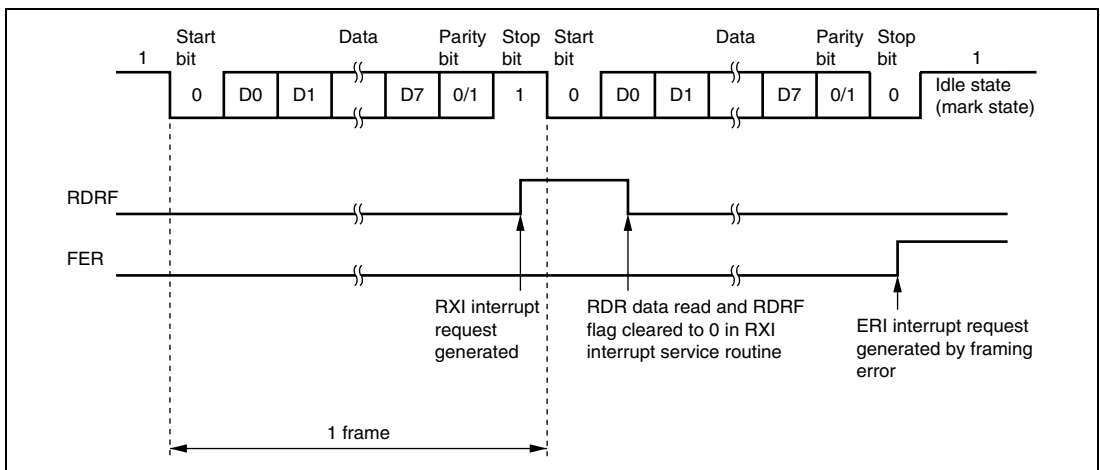 Start bit Data Parity bit Stop bit Start bit Data Parity bit Stop bit
1 1
0 D0 D1 D7 0/1 1 0 D0 D1 D7 0/1 0 Idle state (mark state)
RDRF
FER
RXI interrupt
request
generated
RDR data read and RDRF
flag cleared to 0 in RXI
interrupt service routine
ERI interrupt request
generated by framing
error
1 frame